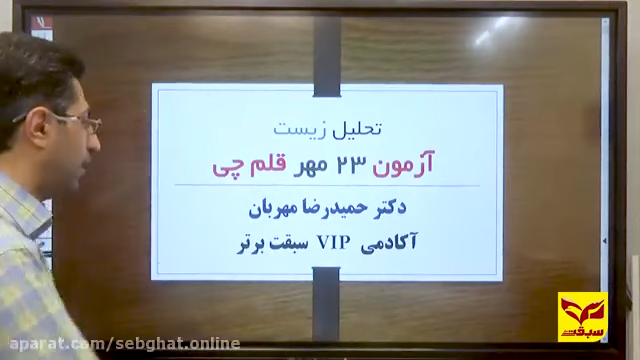 تحلیل زیست
آزمون ۲۳ مهر قلم چی
دکتر حمیدرضا مهربان
آکادمی VIP سبقت برتر
سبقت
aparat.com/sebghat.online